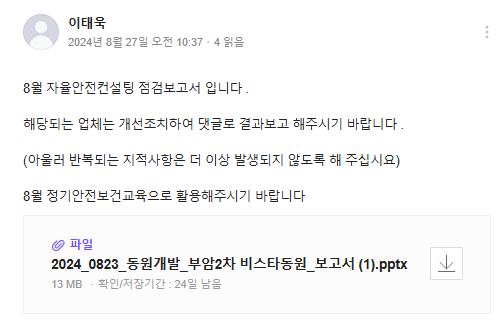 이태욱
2024년 8월 27일 오전 10:37 · 4 읽음
8월 자율안전컨설팅 점검보고서 입니다 .
해당되는 업체는 개선조치하여 댓글로 결과보고 해주시기 바랍니다 .
(아울러 반복되는 지적사항은 더 이상 발생되지 않도록 해 주십시요)
8월 정기안전보건교육으로 활용해주시기 바랍니다
파일
2024_0823_동원개발_부암2차 비스타동원_보고서 (1).pptx
13 MB · 확인/저장기간 : 24일 남음